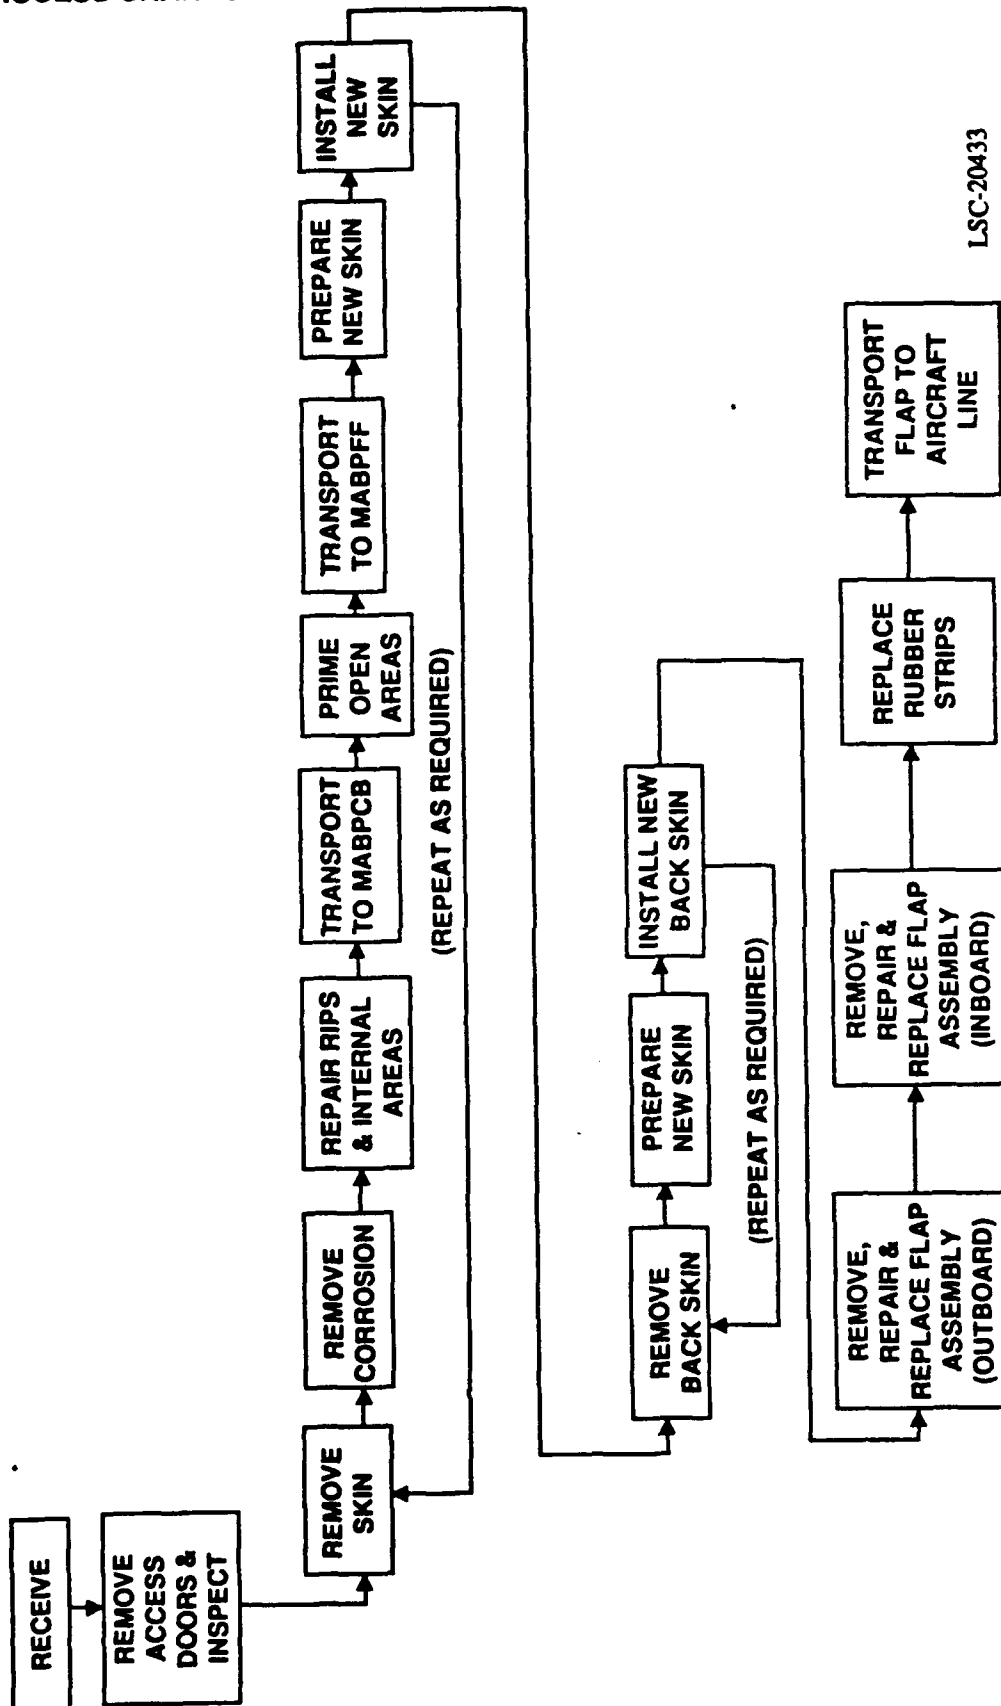 RECEIVE
REMOVE
ACCESS
DOORS &
INSPECT
REMOVE
SKIN
REMOVE
CORROSION
REPAIR RIPS
& INTERNAL
AREAS
TRANSPORT
TO MABPCB
PRIME
OPEN
AREAS
TRANSPORT
TO MABPFF
PREPARE
NEW SKIN
INSTALL
NEW
SKIN
(REPEAT AS REQUIRED)
REMOVE
BACK SKIN
PREPARE
NEW SKIN
INSTALL NEW
BACK SKIN
(REPEAT AS REQUIRED)
REMOVE,
REPAIR &
REPLACE FLAP
ASSEMBLY
(OUTBOARD)
REMOVE,
REPAIR &
REPLACE FLAP
ASSEMBLY
(INBOARD)
REPLACE
RUBBER
STRIPS
TRANSPORT
FLAP TO
AIRCRAFT
LINE
LSC-20433